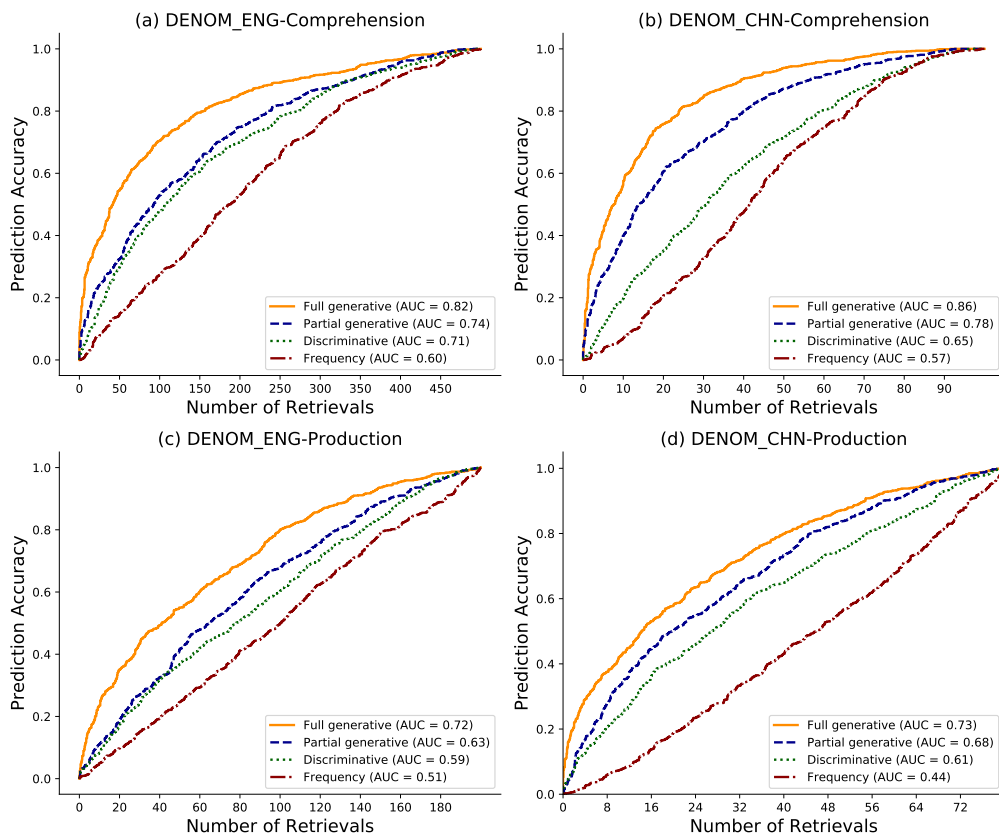 (a) DENOM_ENG-Comprehension
1.0
0.8
0.6
0.4
0.2
0.0
Prediction Accuracy
Full generative (AUC = 0.82)
Partial generative (AUC = 0.74)
Discriminative (AUC = 0.71)
Frequency (AUC = 0.60)
0 50 100 150 200 250 300 350 400 450
Number of Retrievals
(b) DENOM_CHN-Comprehension
1.0
0.8
0.6
0.4
0.2
0.0
Prediction Accuracy
Full generative (AUC = 0.86)
Partial generative (AUC = 0.78)
Discriminative (AUC = 0.65)
Frequency (AUC = 0.57)
0 10 20 30 40 50 60 70 80 90
Number of Retrievals
(c) DENOM_ENG-Production
1.0
0.8
0.6
0.4
0.2
0.0
Prediction Accuracy
Full generative (AUC = 0.72)
Partial generative (AUC = 0.63)
Discriminative (AUC = 0.59)
Frequency (AUC = 0.51)
0 20 40 60 80 100 120 140 160 180
Number of Retrievals
(d) DENOM_CHN-Production
1.0
0.8
0.6
0.4
0.2
0.0
Prediction Accuracy
Full generative (AUC = 0.73)
Partial generative (AUC = 0.68)
Discriminative (AUC = 0.61)
Frequency (AUC = 0.44)
0 8 16 24 32 40 48 56 64 72
Number of Retrievals